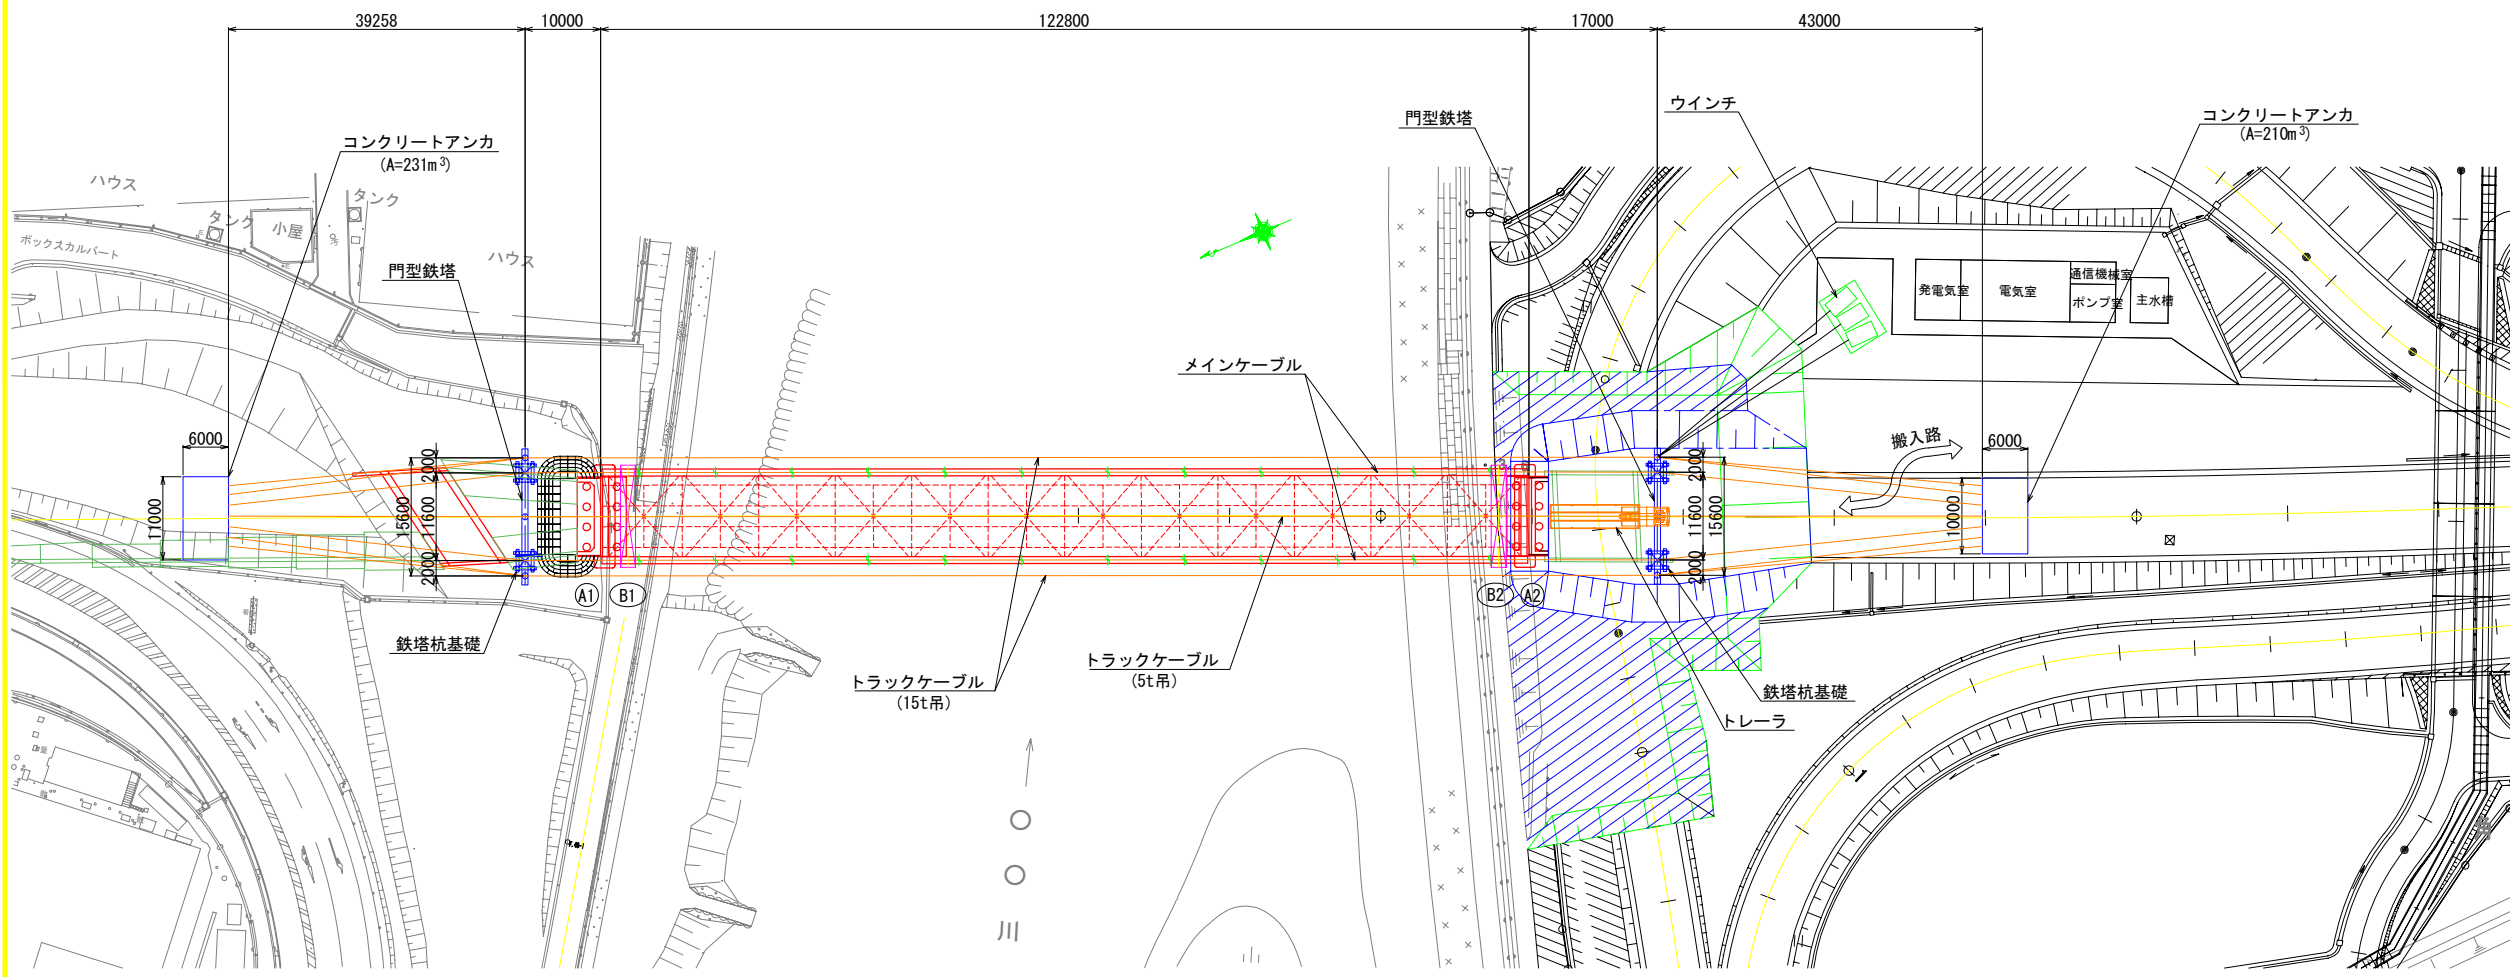 39258
10000
122800
17000
43000
ウインチ
門型鉄塔
コンクリートアンカ
(A=210m³)
コンクリートアンカ
(A=231m³)
ハウス
タンク
タンク
小屋
ボックスカルバート
ハウス
門型鉄塔
発電気室
電気室
通信機械室
ポンプ室
主水槽
メインケーブル
搬入路
6000
6000
11000
2000
11600
15600
2000
2000
11600
15600
2000
10000
A1
B1
B2
A2
鉄塔杭基礎
トラックケーブル
(15t吊)
トラックケーブル
(5t吊)
鉄塔杭基礎
トレーラ
○
○
川